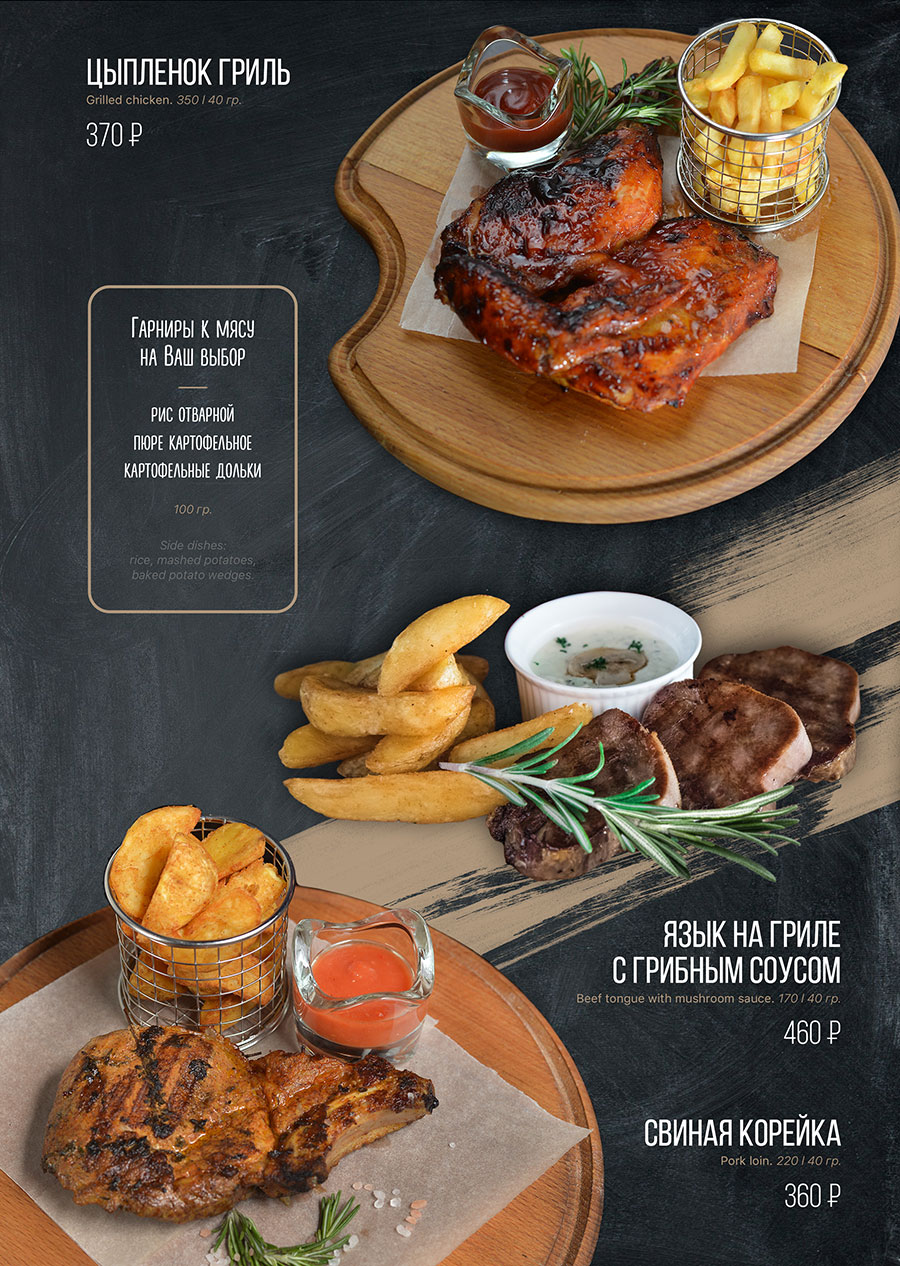 ЦЫПЛЕНОК ГРИЛЬ
Grilled chicken. 350 | 40 гр.
370 ₽
Гарниры к мясу
на Ваш выбор
рис отварной
пюре картофельное
картофельные дольки
100 гр.
Side dishes:
rice, mashed potatoes,
baked potato wedges.
ЯЗЫК НА ГРИЛЕ
С ГРИБНЫМ СОУСОМ
Beef tongue with mushroom sauce. 170 | 40 гр.
460 ₽
СВИНАЯ КОРЕЙКА
Pork loin. 220 | 40 гр.
360 ₽